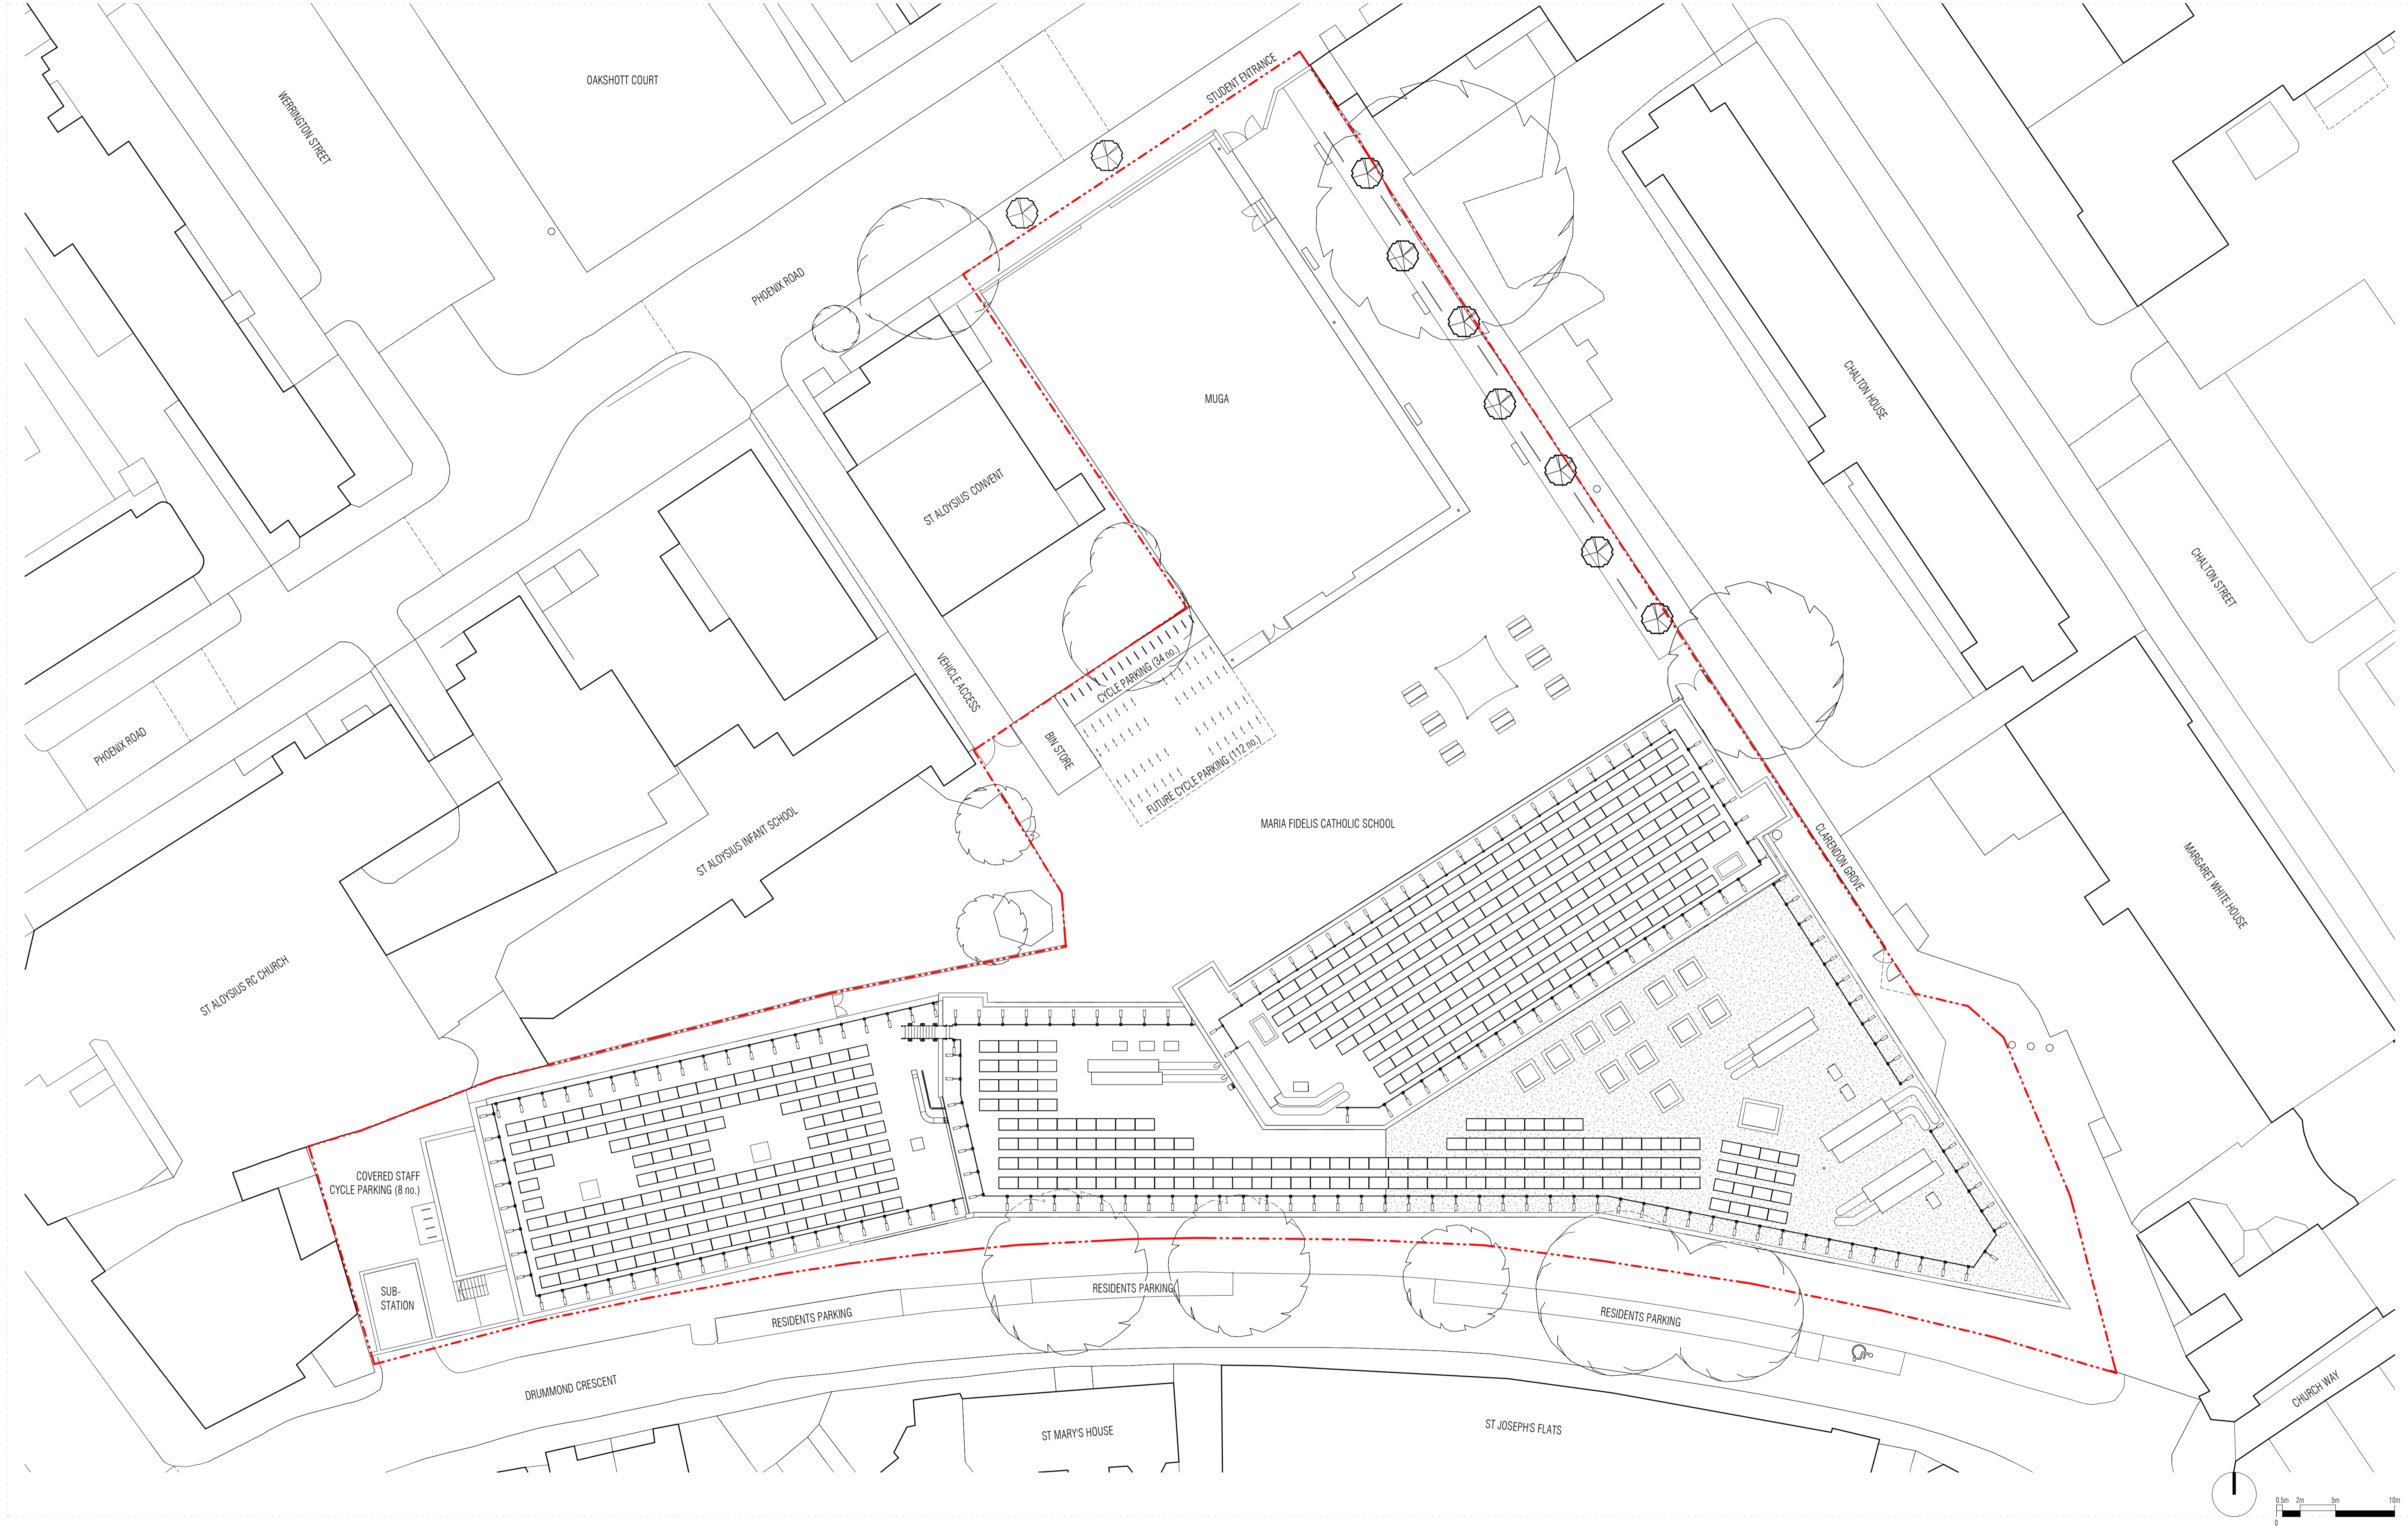 OAKSHOTT COURT
STUDENT ENTRANCE
WERRINGTON STREET
PHOENIX ROAD
MUGA
CHALTON HOUSE
ST ALOYSIUS' CONVENT
CHALTON STREET
VEHICLE ACCESS
CYCLE PARKING (34 no.)
BIN STORE
FUTURE CYCLE PARKING (112 no.)
PHOENIX ROAD
MARIA FIDELIS CATHOLIC SCHOOL
ST ALOYSIUS INFANT SCHOOL
CLARENDON GROVE
MARGARET WHITE HOUSE
ST ALOYSIUS RC CHURCH
COVERED STAFF
CYCLE PARKING (8 no.)
SUB-
STATION
RESIDENTS PARKING
RESIDENTS PARKING
RESIDENTS PARKING
DRUMMOND CRESCENT
ST MARY'S HOUSE
ST JOSEPH'S FLATS
CHURCH WAY
0.5m 2m 5m 10m
0